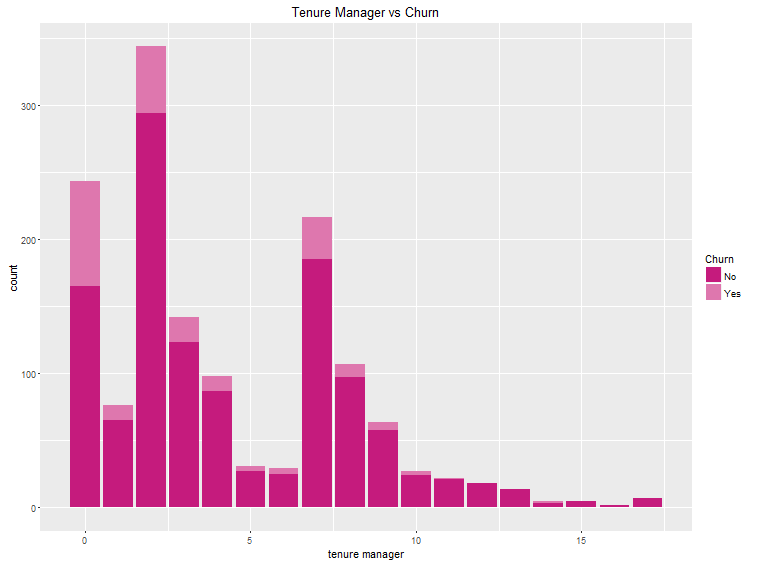 Tenure Manager vs Churn
300
200
100
0
count
0 5 10 15
tenure manager
Churn
No
Yes